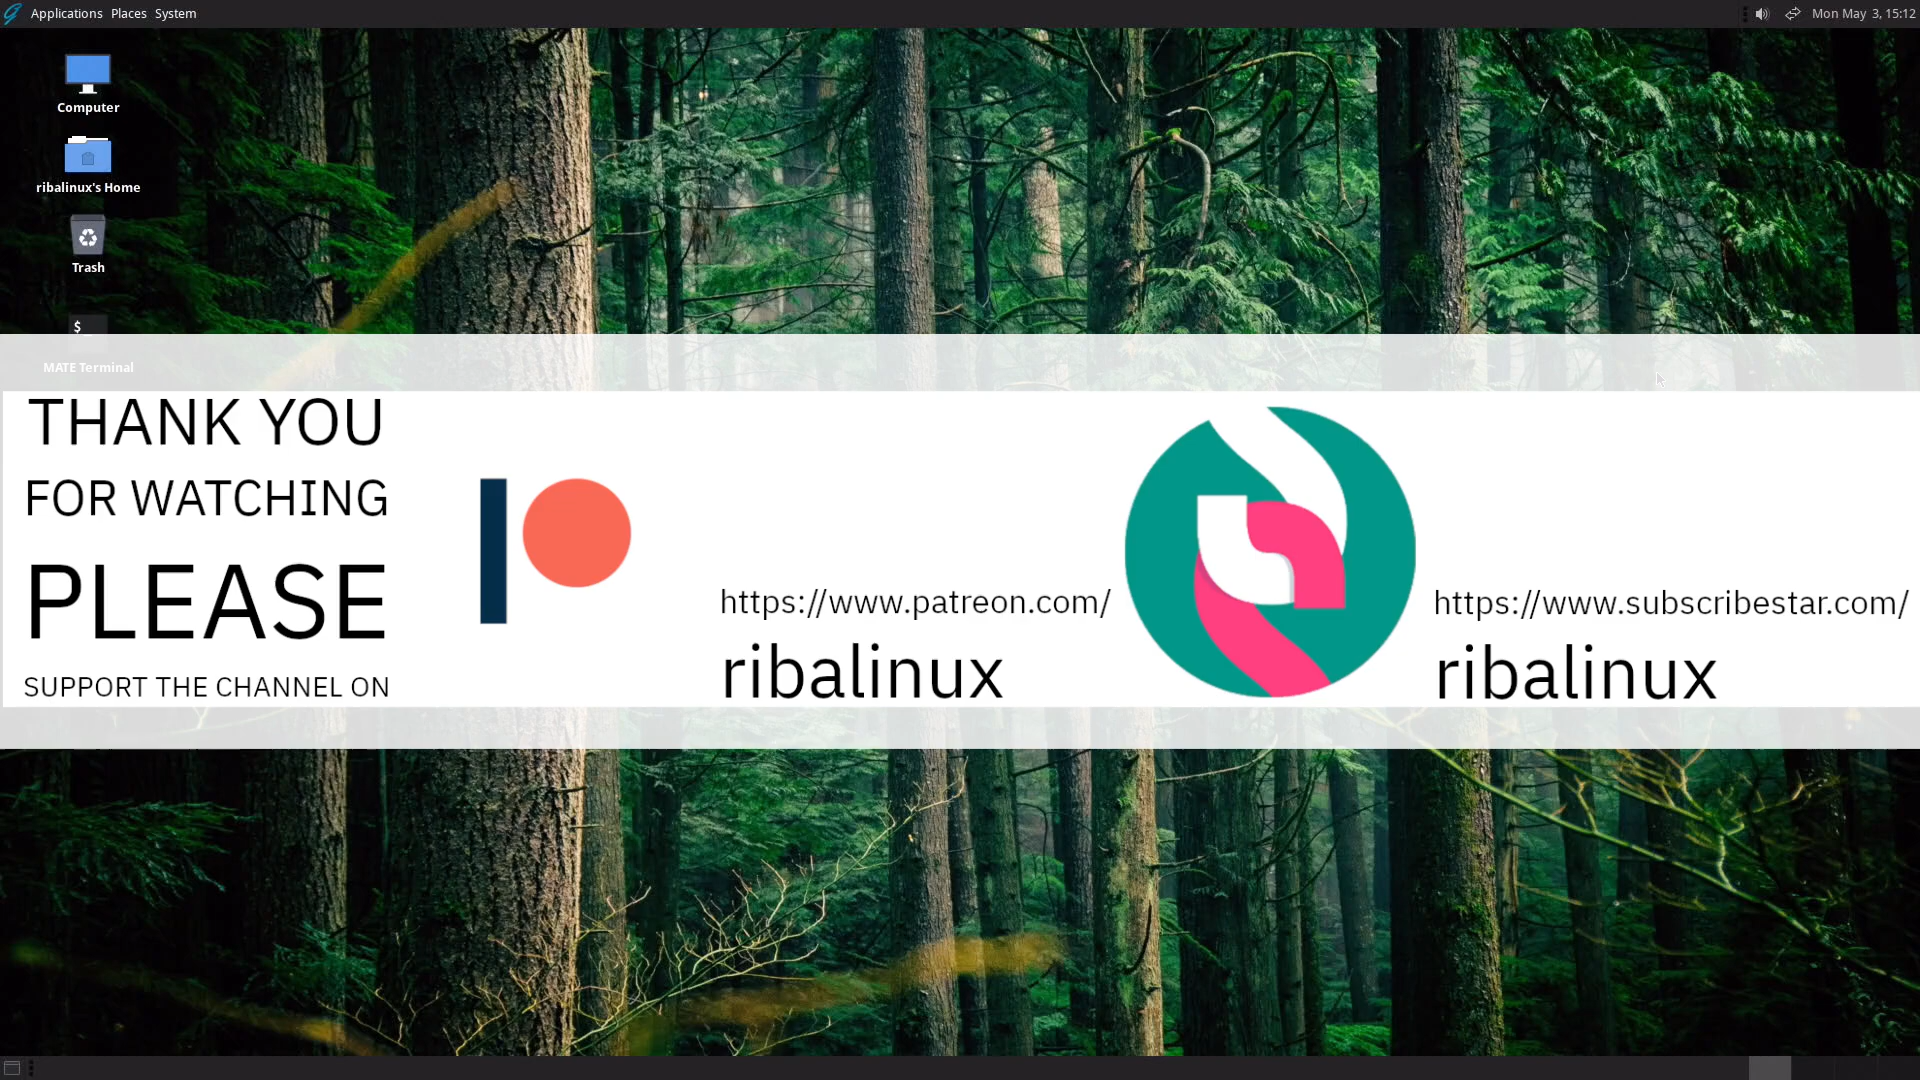 Applications Places System
Mon May 3, 15:12
Computer
ribalinux's Home
Trash
$
MATE Terminal
THANK YOU
FOR WATCHING
PLEASE
SUPPORT THE CHANNEL ON
https://www.patreon.com/
ribalinux
https://www.subscribestar.com/
ribalinux